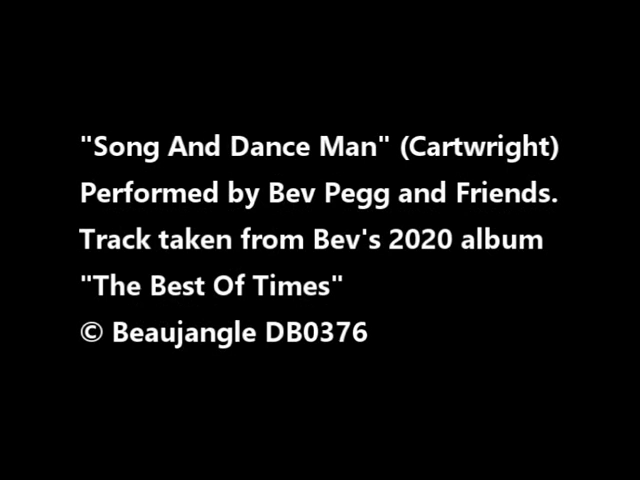 "Song And Dance Man" (Cartwright)
Performed by Bev Pegg and Friends.
Track taken from Bev's 2020 album
"The Best Of Times"
© Beaujangle DB0376